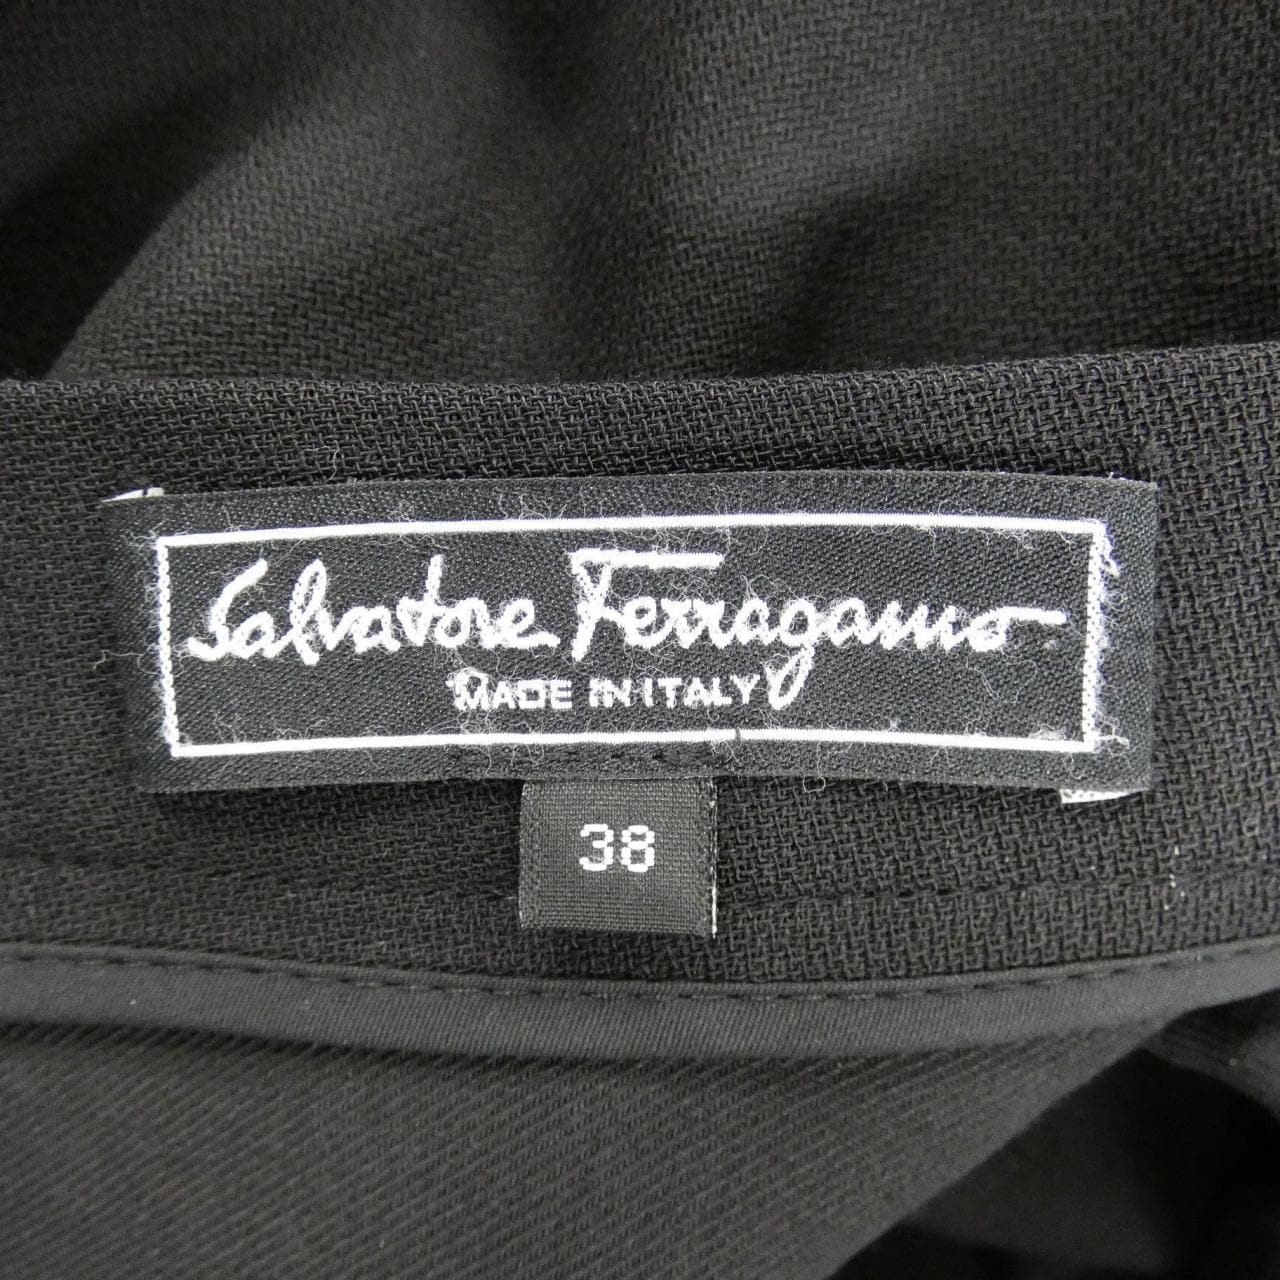 Salvatore Ferragamo
MADE IN ITALY
38